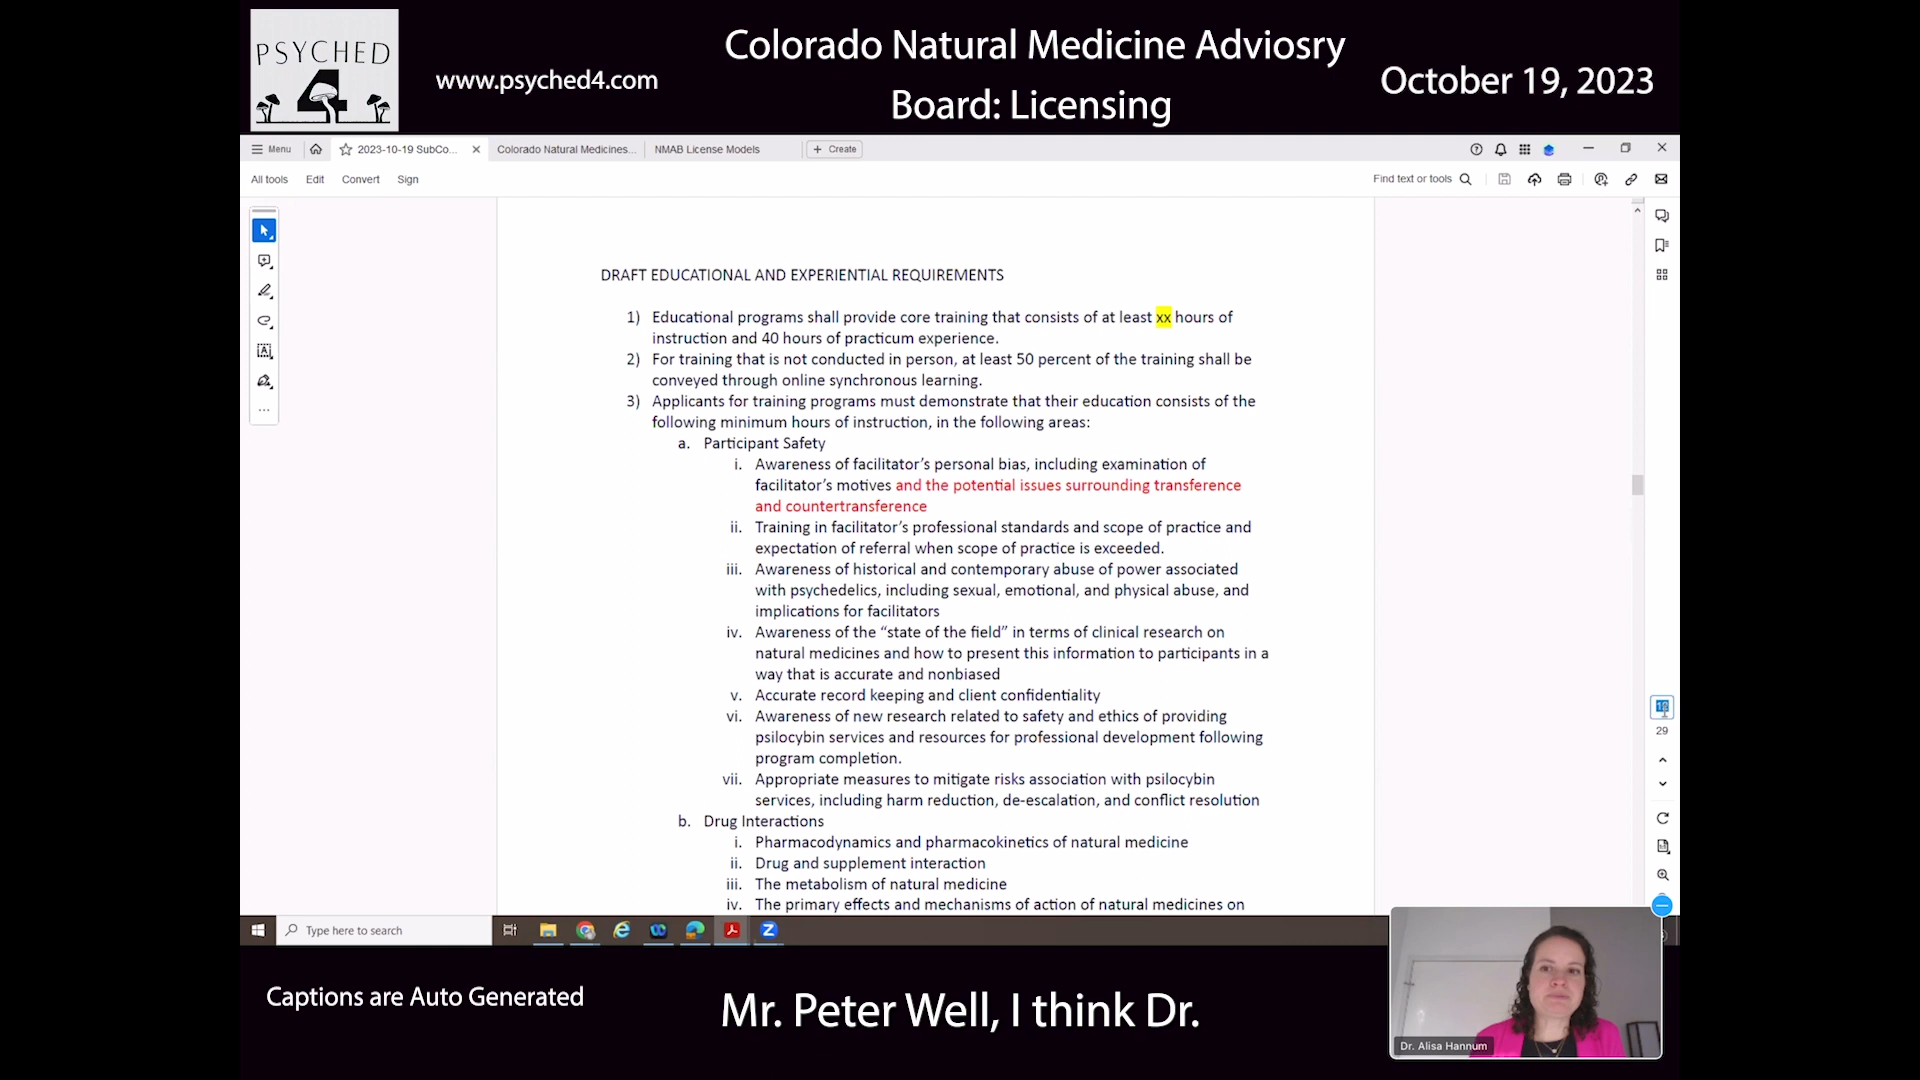 PSYCHED
4
www.psyched4.com
Colorado Natural Medicine Adviosry
Board: Licensing
October 19, 2023
Menu
2023-10-19 SubCo...
Colorado Natural Medicines...
NMAB License Models
+ Create
All tools
Edit
Convert
Sign
Find text or tools
DRAFT EDUCATIONAL AND EXPERIENTIAL REQUIREMENTS
1) Educational programs shall provide core training that consists of at least xx hours of
instruction and 40 hours of practicum experience.
2) For training that is not conducted in person, at least 50 percent of the training shall be
conveyed through online synchronous learning.
3) Applicants for training programs must demonstrate that their education consists of the
following minimum hours of instruction, in the following areas:
a. Participant Safety
i. Awareness of facilitator’s personal bias, including examination of
facilitator’s motives and the potential issues surrounding transference
and countertransference
ii. Training in facilitator’s professional standards and scope of practice and
expectation of referral when scope of practice is exceeded.
iii. Awareness of historical and contemporary abuse of power associated
with psychedelics, including sexual, emotional, and physical abuse, and
implications for facilitators
iv. Awareness of the “state of the field” in terms of clinical research on
natural medicines and how to present this information to participants in a
way that is accurate and nonbiased
v. Accurate record keeping and client confidentiality
vi. Awareness of new research related to safety and ethics of providing
psilocybin services and resources for professional development following
program completion.
vii. Appropriate measures to mitigate risks association with psilocybin
services, including harm reduction, de-escalation, and conflict resolution
b. Drug Interactions
i. Pharmacodynamics and pharmacokinetics of natural medicine
ii. Drug and supplement interaction
iii. The metabolism of natural medicine
iv. The primary effects and mechanisms of action of natural medicines on
29
Type here to search
Captions are Auto Generated
Mr. Peter Well, I think Dr.
Dr. Alisa Hannum